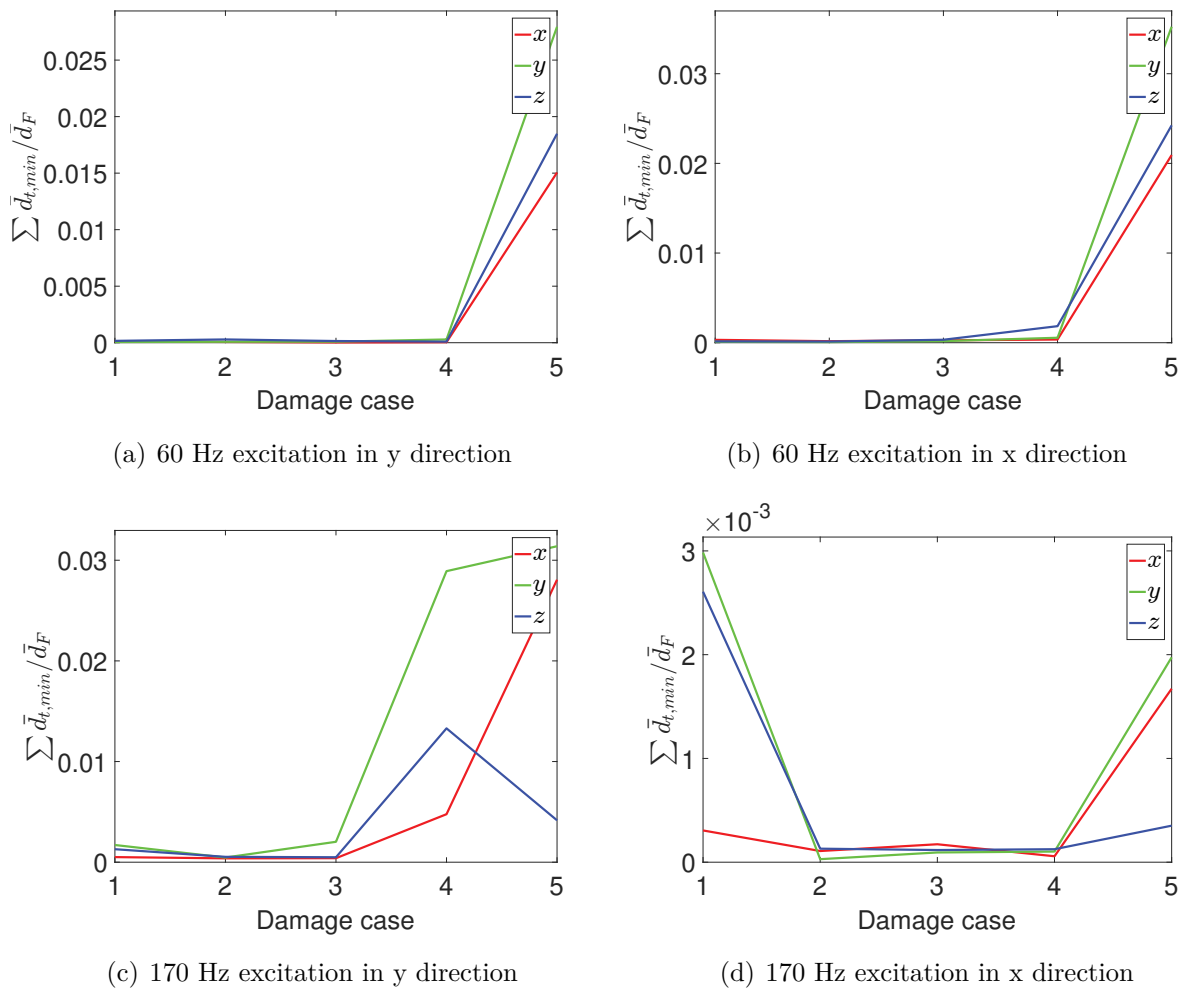 x
y
z
0.025
0.02
0.015
0.01
0.005
0
∑ d̄_{t,min}/d̄_F
1 2 3 4 5
Damage case
(a) 60 Hz excitation in y direction
x
y
z
0.03
0.02
0.01
0
∑ d̄_{t,min}/d̄_F
1 2 3 4 5
Damage case
(b) 60 Hz excitation in x direction
x
y
z
0.03
0.02
0.01
0
∑ d̄_{t,min}/d̄_F
1 2 3 4 5
Damage case
(c) 170 Hz excitation in y direction
×10^{-3}
x
y
z
3
2
1
0
∑ d̄_{t,min}/d̄_F
1 2 3 4 5
Damage case
(d) 170 Hz excitation in x direction